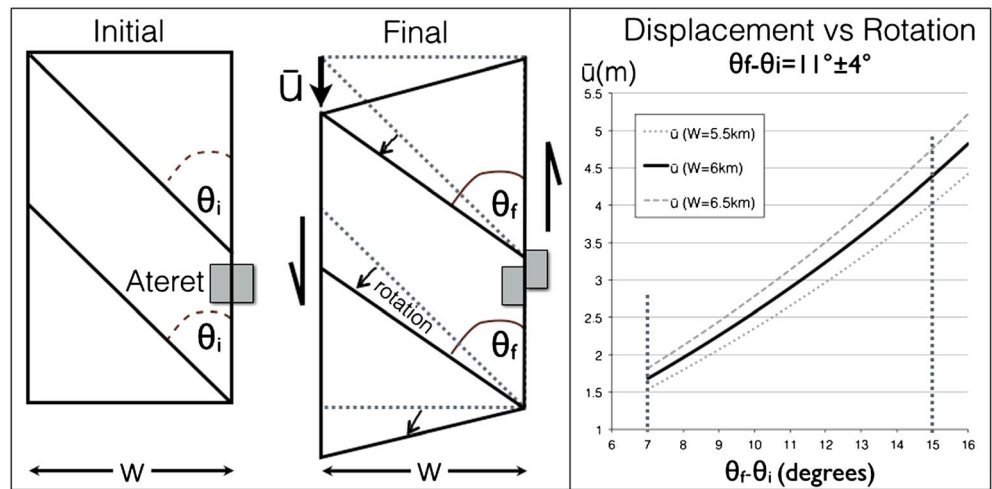 Initial
θi
Ateret
θi
W
Final
ū
θf
rotation
θf
W
Displacement vs Rotation
θf-θi=11°±4°
ū(m)
5.5
5
4.5
4
3.5
3
2.5
2
1.5
1
ū (W=5.5km)
ū (W=6km)
ū (W=6.5km)
6 7 8 9 10 11 12 13 14 15 16
θf-θi (degrees)